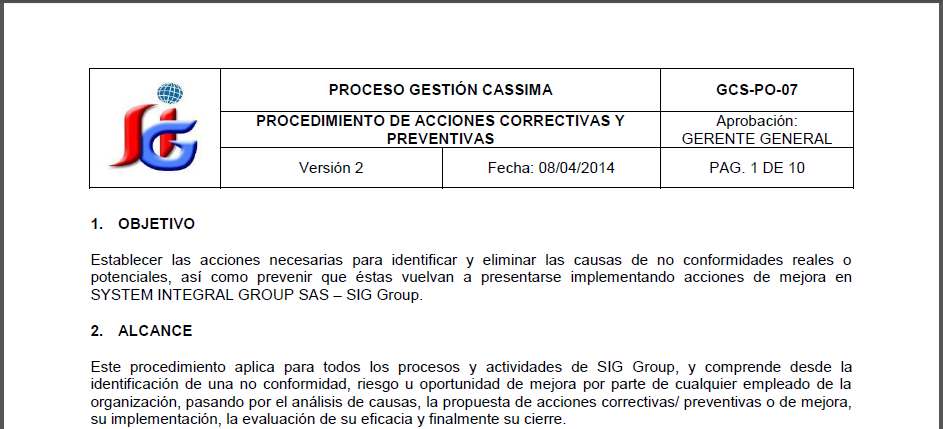 SIG
PROCESO GESTIÓN CASSIMA
GCS-PO-07
PROCEDIMIENTO DE ACCIONES CORRECTIVAS Y
PREVENTIVAS
Aprobación:
GERENTE GENERAL
Versión 2
Fecha: 08/04/2014
PAG. 1 DE 10
1. OBJETIVO
Establecer las acciones necesarias para identificar y eliminar las causas de no conformidades reales o
potenciales, así como prevenir que éstas vuelvan a presentarse implementando acciones de mejora en
SYSTEM INTEGRAL GROUP SAS – SIG Group.
2. ALCANCE
Este procedimiento aplica para todos los procesos y actividades de SIG Group, y comprende desde la
identificación de una no conformidad, riesgo u oportunidad de mejora por parte de cualquier empleado de la
organización, pasando por el análisis de causas, la propuesta de acciones correctivas/ preventivas o de mejora,
su implementación, la evaluación de su eficacia y finalmente su cierre.